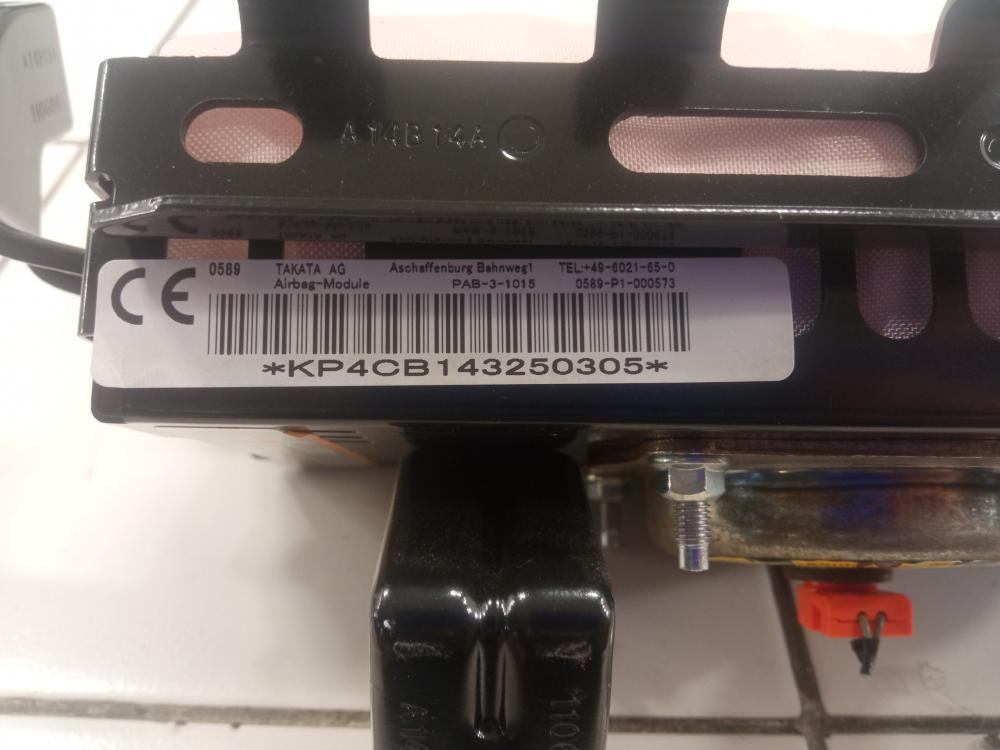 A14B14A
CE 0589 TAKATA AG Aschaffenburg Bahnweg1 TEL:+49-6021-65-0
Airbag-Module PAB-3-1015 0589-P1-000573
*KP4CB143250305*